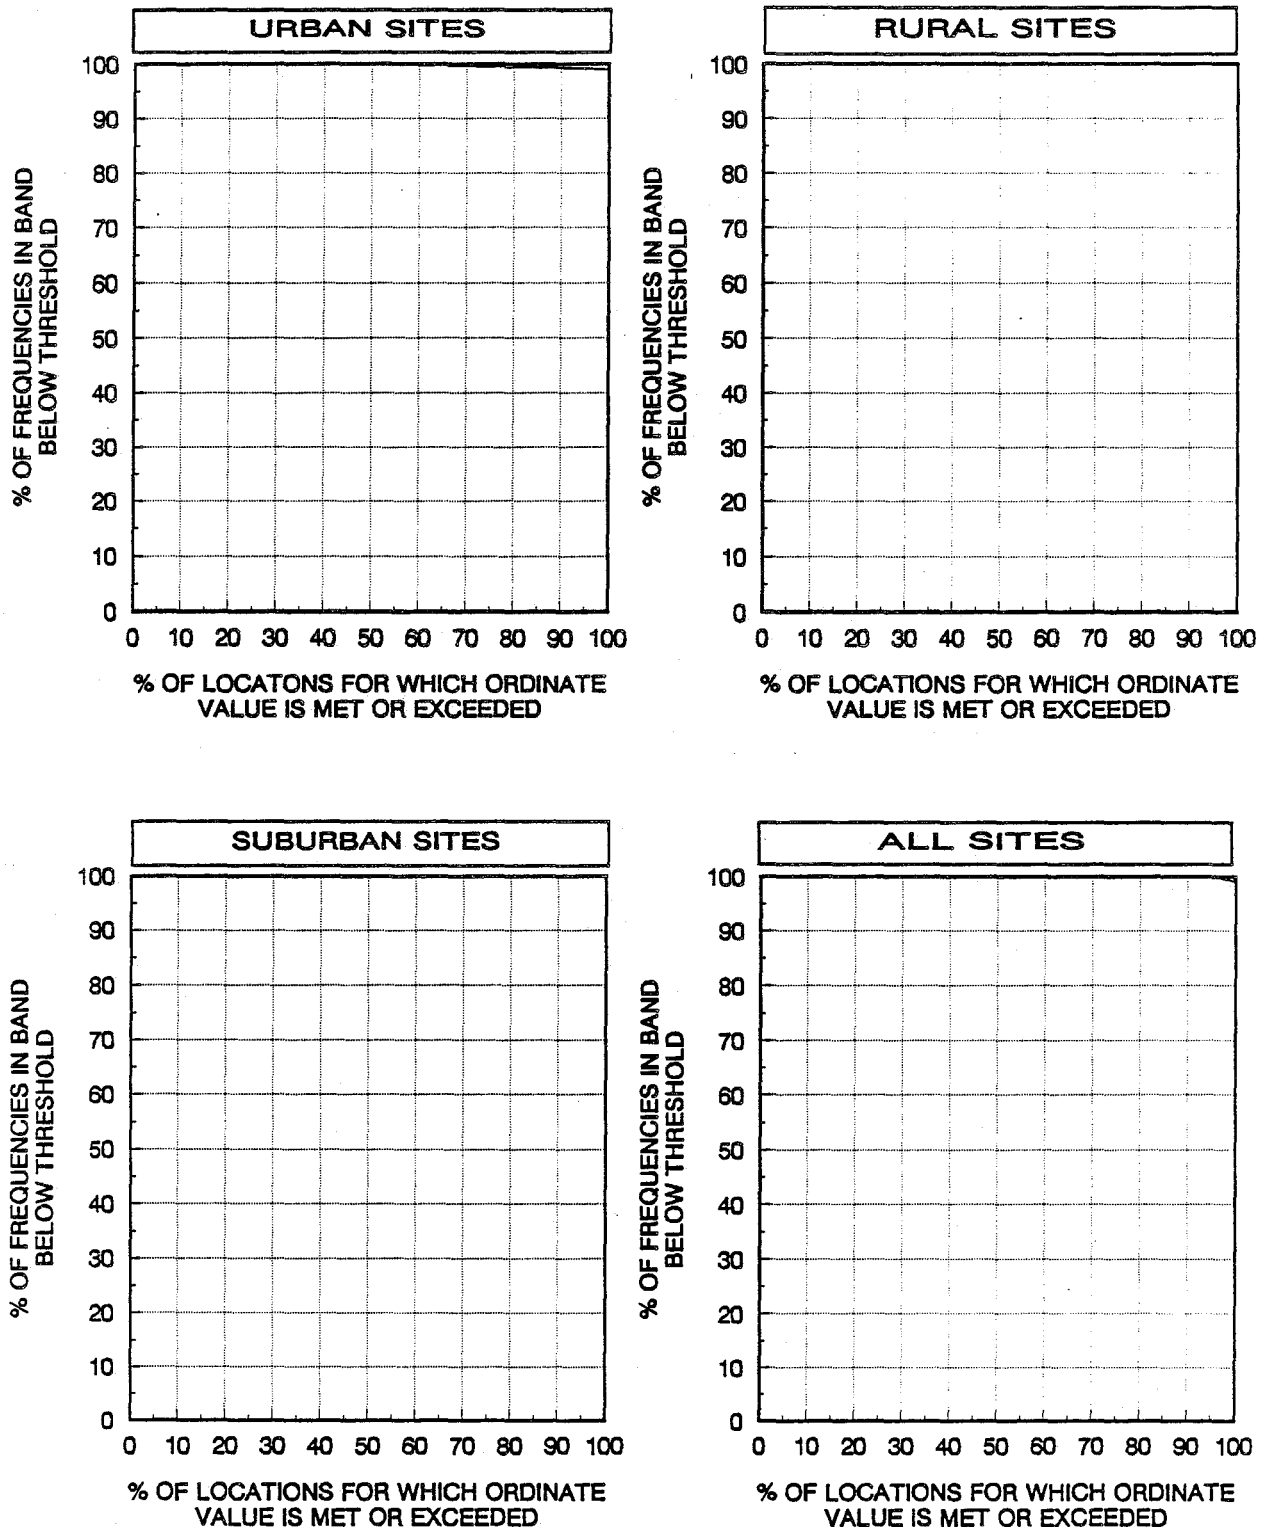 URBAN SITES
100
90
80
70
60
50
40
30
20
10
0
0 10 20 30 40 50 60 70 80 90 100
% OF FREQUENCIES IN BAND
BELOW THRESHOLD
% OF LOCATONS FOR WHICH ORDINATE
VALUE IS MET OR EXCEEDED
RURAL SITES
100
90
80
70
60
50
40
30
20
10
0
0 10 20 30 40 50 60 70 80 90 100
% OF FREQUENCIES IN BAND
BELOW THRESHOLD
% OF LOCATIONS FOR WHICH ORDINATE
VALUE IS MET OR EXCEEDED
SUBURBAN SITES
100
90
80
70
60
50
40
30
20
10
0
0 10 20 30 40 50 60 70 80 90 100
% OF FREQUENCIES IN BAND
BELOW THRESHOLD
% OF LOCATIONS FOR WHICH ORDINATE
VALUE IS MET OR EXCEEDED
ALL SITES
100
90
80
70
60
50
40
30
20
10
0
0 10 20 30 40 50 60 70 80 90 100
% OF FREQUENCIES IN BAND
BELOW THRESHOLD
% OF LOCATIONS FOR WHICH ORDINATE
VALUE IS MET OR EXCEEDED